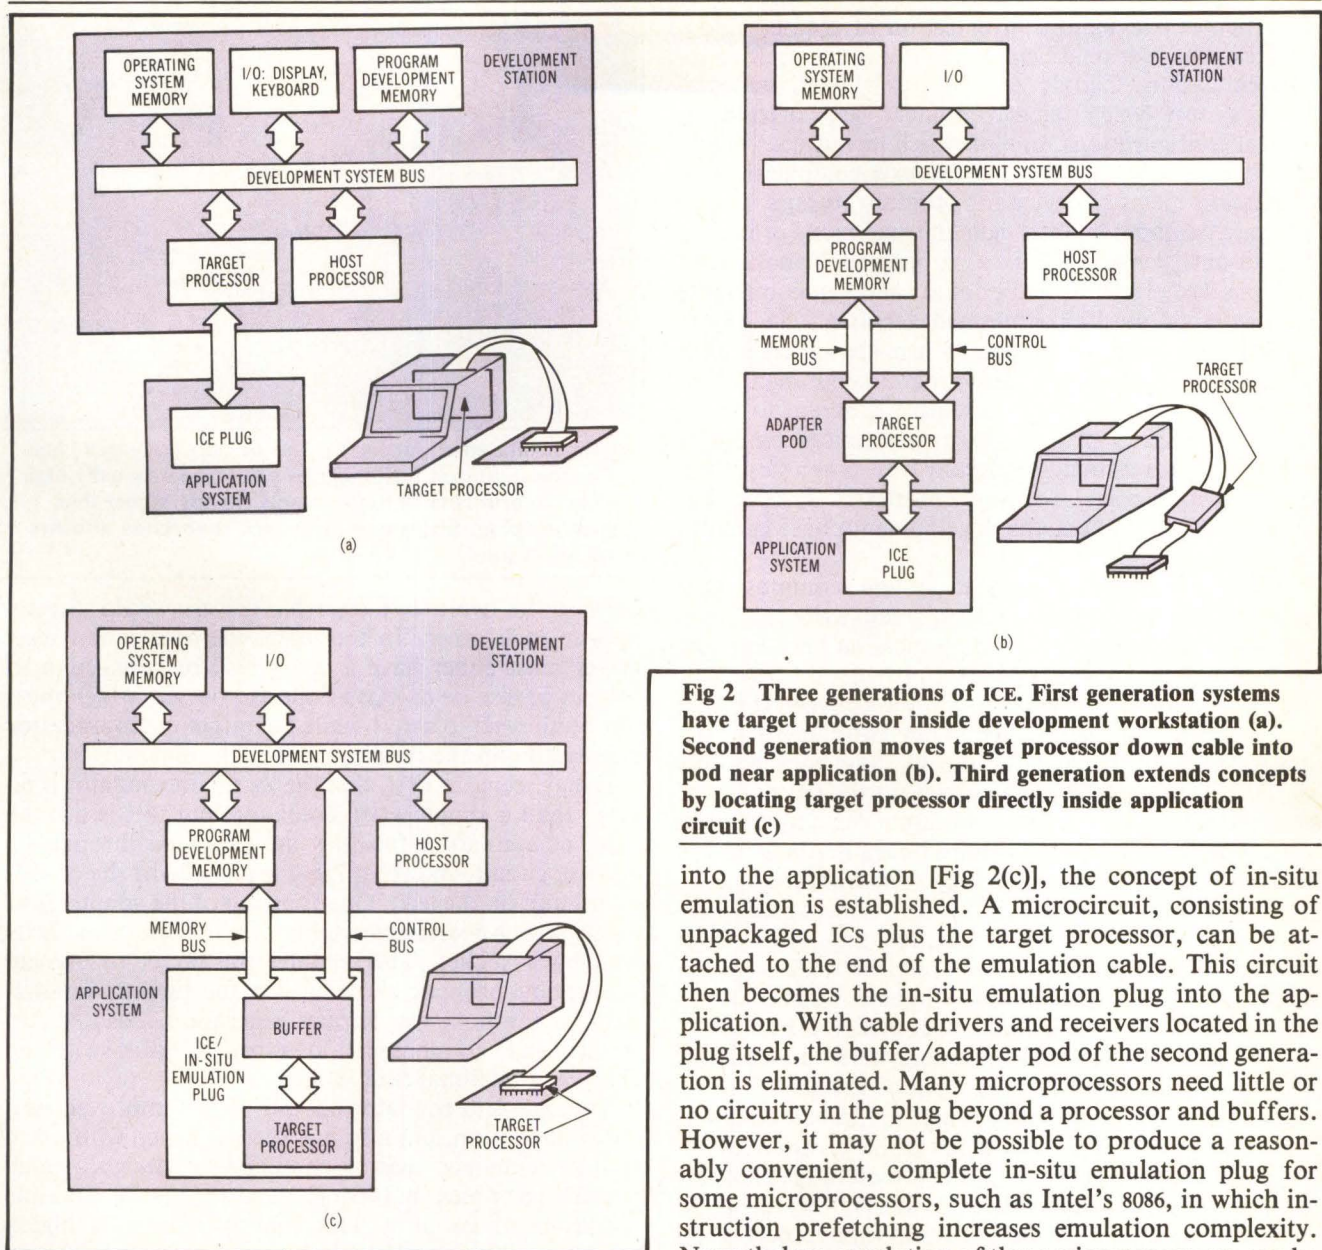 OPERATING
SYSTEM
MEMORY
I/O: DISPLAY,
KEYBOARD
PROGRAM
DEVELOPMENT
MEMORY
DEVELOPMENT
STATION
DEVELOPMENT SYSTEM BUS
TARGET
PROCESSOR
HOST
PROCESSOR
ICE PLUG
APPLICATION
SYSTEM
TARGET PROCESSOR
(a)
OPERATING
SYSTEM
MEMORY
I/O
DEVELOPMENT
STATION
DEVELOPMENT SYSTEM BUS
PROGRAM
DEVELOPMENT
MEMORY
HOST
PROCESSOR
MEMORY
BUS
CONTROL
BUS
ADAPTER
POD
TARGET
PROCESSOR
TARGET
PROCESSOR
APPLICATION
SYSTEM
ICE
PLUG
(b)
OPERATING
SYSTEM
MEMORY
I/O
DEVELOPMENT
STATION
DEVELOPMENT SYSTEM BUS
PROGRAM
DEVELOPMENT
MEMORY
HOST
PROCESSOR
MEMORY
BUS
CONTROL
BUS
APPLICATION
SYSTEM
BUFFER
ICE/
IN-SITU
EMULATION
PLUG
TARGET
PROCESSOR
TARGET
PROCESSOR
(c)
Fig 2 Three generations of ICE. First generation systems
have target processor inside development workstation (a).
Second generation moves target processor down cable into
pod near application (b). Third generation extends concepts
by locating target processor directly inside application
circuit (c)
into the application [Fig 2(c)], the concept of in-situ
emulation is established. A microcircuit, consisting of
unpackaged ICs plus the target processor, can be at-
tached to the end of the emulation cable. This circuit
then becomes the in-situ emulation plug into the ap-
plication. With cable drivers and receivers located in the
plug itself, the buffer/adapter pod of the second genera-
tion is eliminated. Many microprocessors need little or
no circuitry in the plug beyond a processor and buffers.
However, it may not be possible to produce a reason-
ably convenient, complete in-situ emulation plug for
some microprocessors, such as Intel's 8086, in which in-
struction prefetching increases emulation complexity.